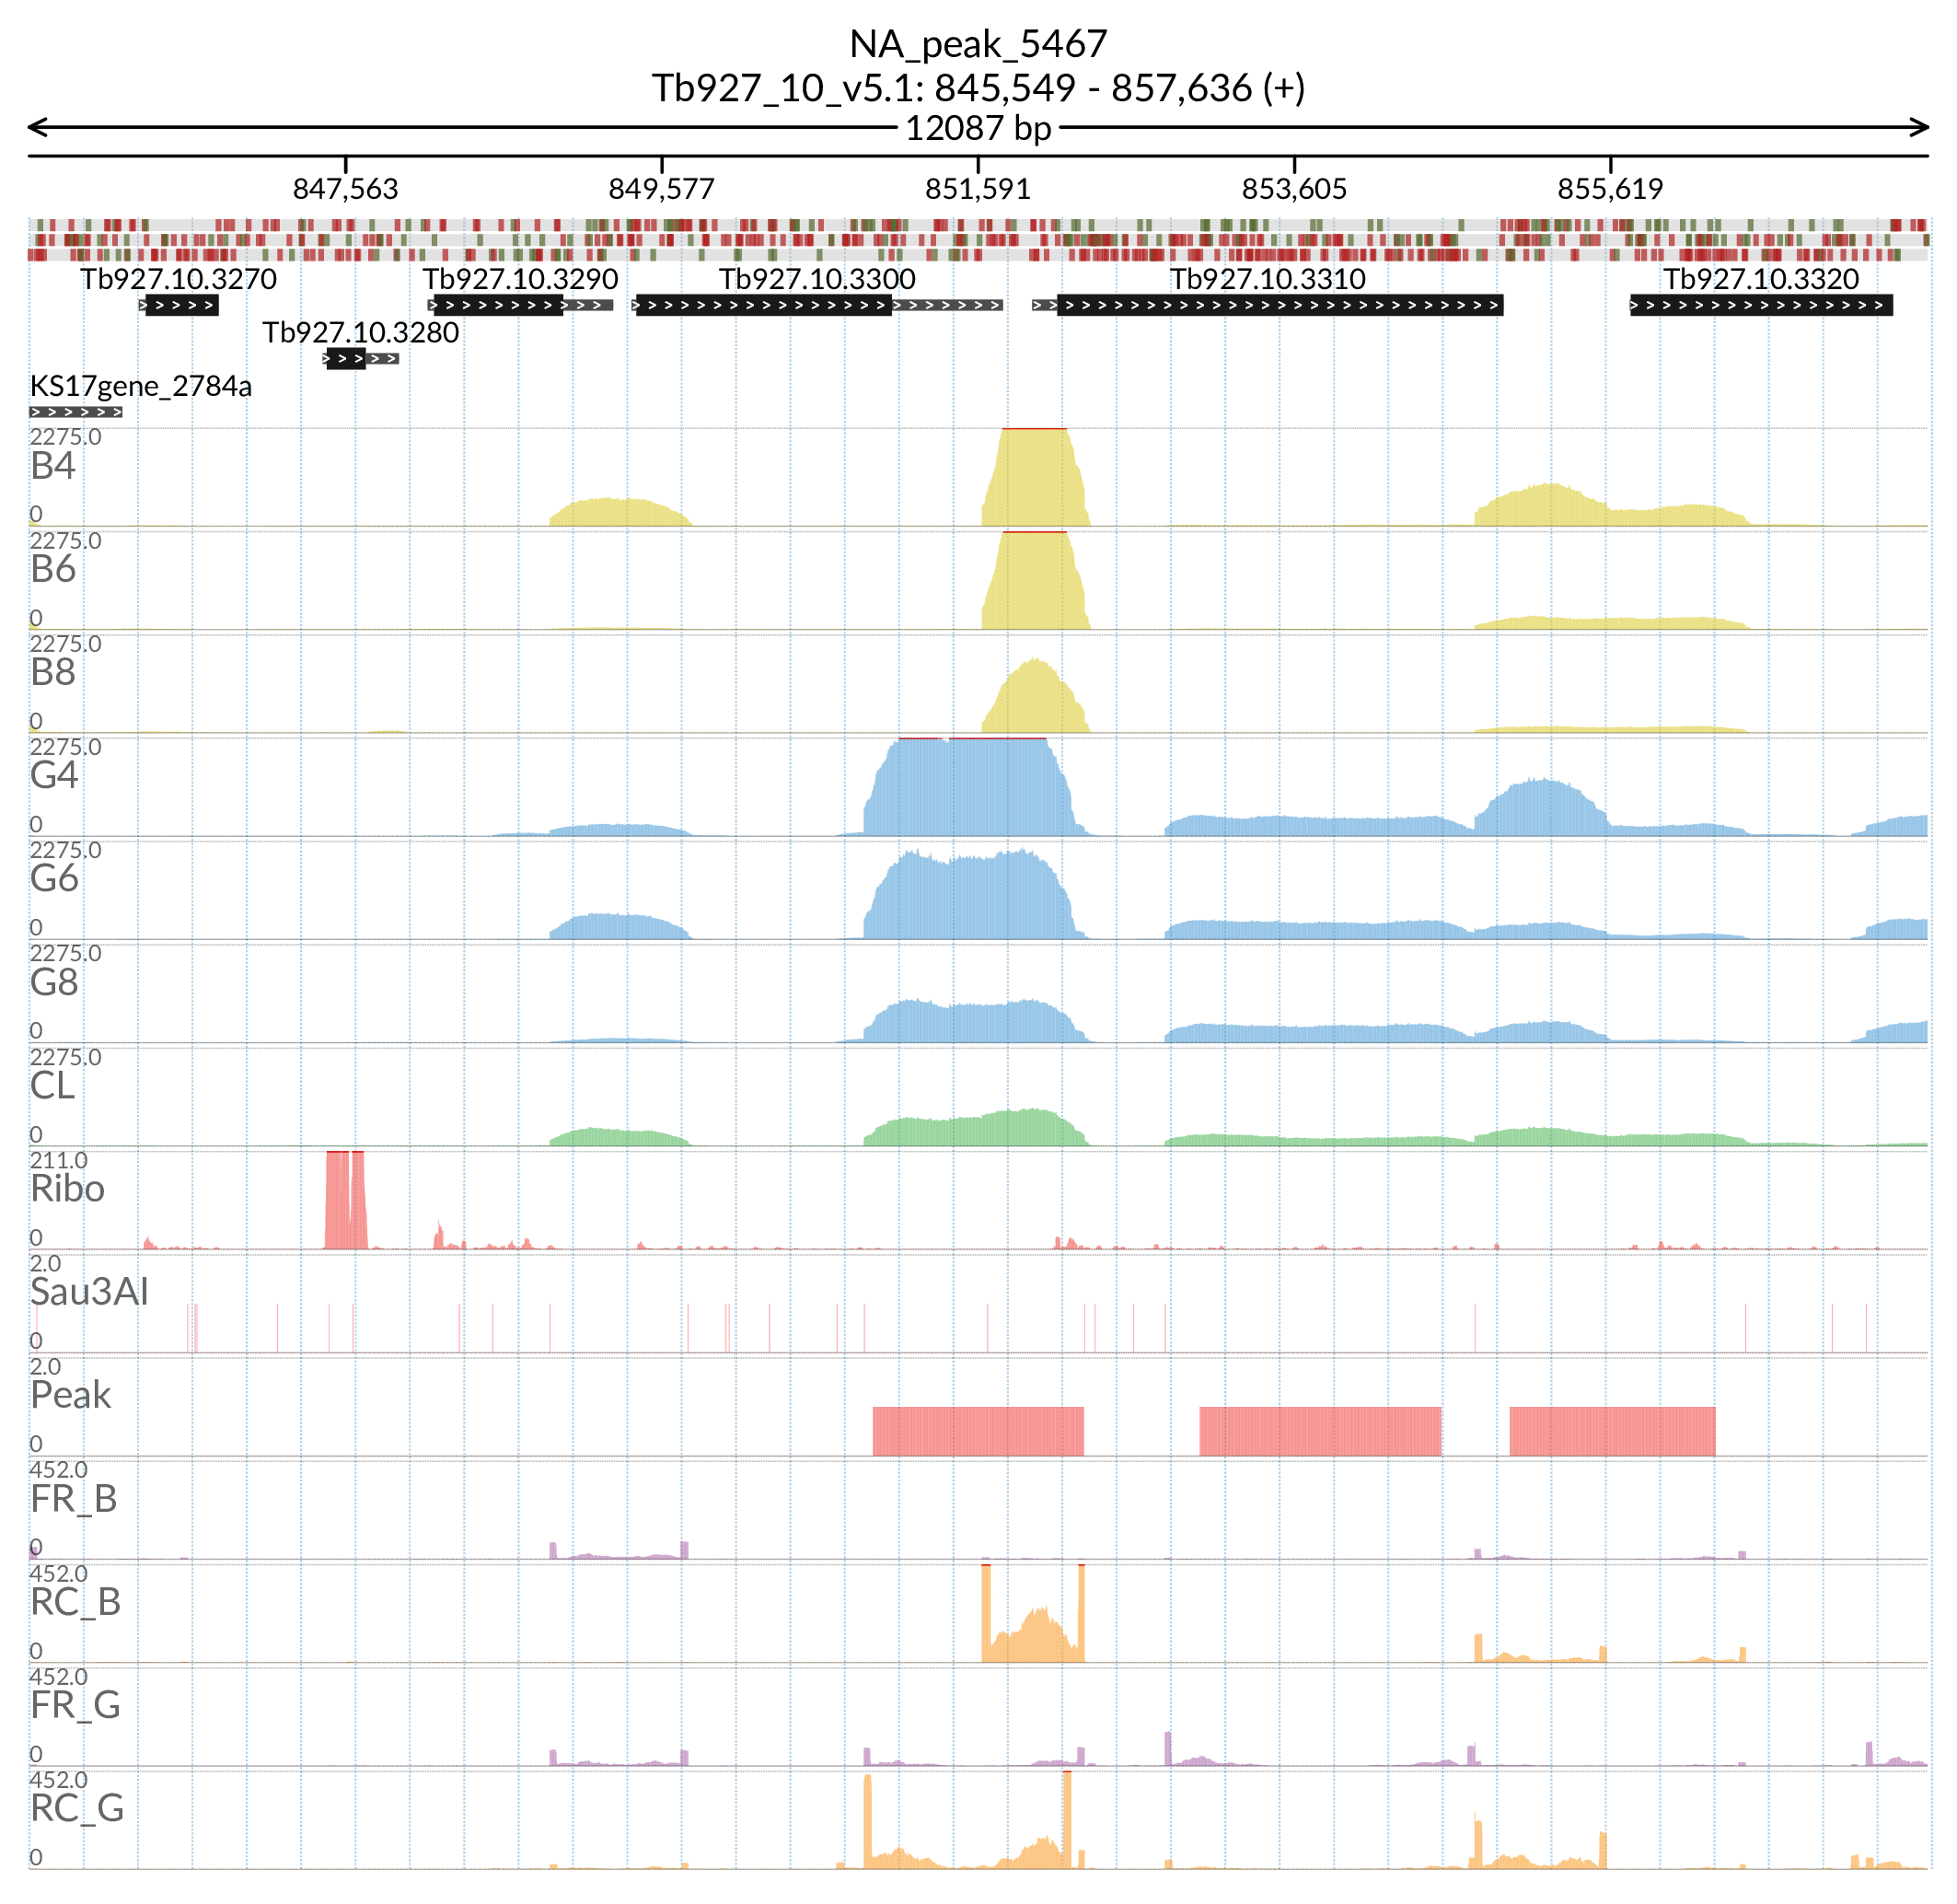 NA_peak_5467
Tb927_10_v5.1: 845,549 - 857,636 (+)
12087 bp
847,563 849,577 851,591 853,605 855,619
Tb927.10.3270 Tb927.10.3290 Tb927.10.3300 Tb927.10.3310 Tb927.10.3320
Tb927.10.3280
KS17gene_2784a
2275.0
B4
0
2275.0
B6
0
2275.0
B8
0
2275.0
G4
0
2275.0
G6
0
2275.0
G8
0
2275.0
CL
0
211.0
Ribo
0
2.0
Sau3AI
0
2.0
Peak
0
452.0
FR_B
0
452.0
RC_B
0
452.0
FR_G
0
452.0
RC_G
0